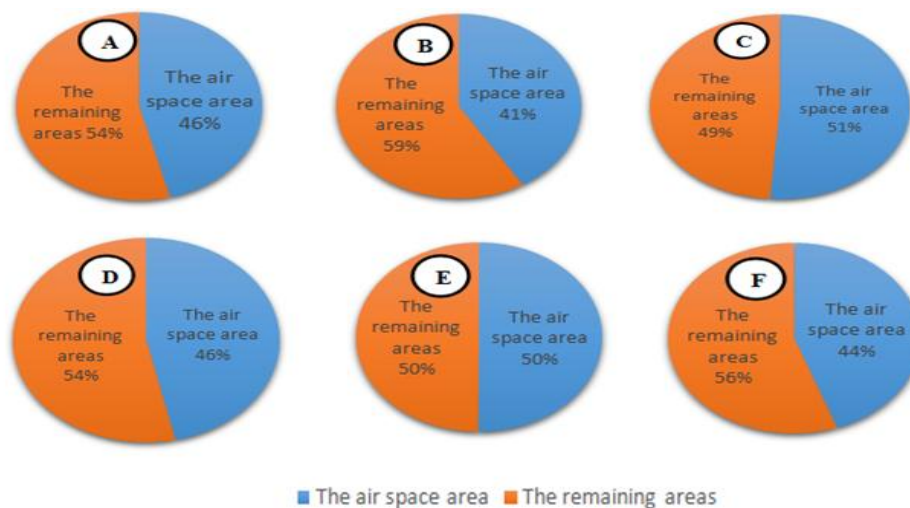 A
The
remaining
areas 54%
The air
space area
46%
B
The
remaining
areas
59%
The air
space area
41%
C
The
remaining
areas
49%
The air
space area
51%
D
The
remaining
areas
54%
The air
space area
46%
E
The
remaining
areas
50%
The air
space area
50%
F
The
remaining
areas
56%
The air
space area
44%
The air space area
The remaining areas